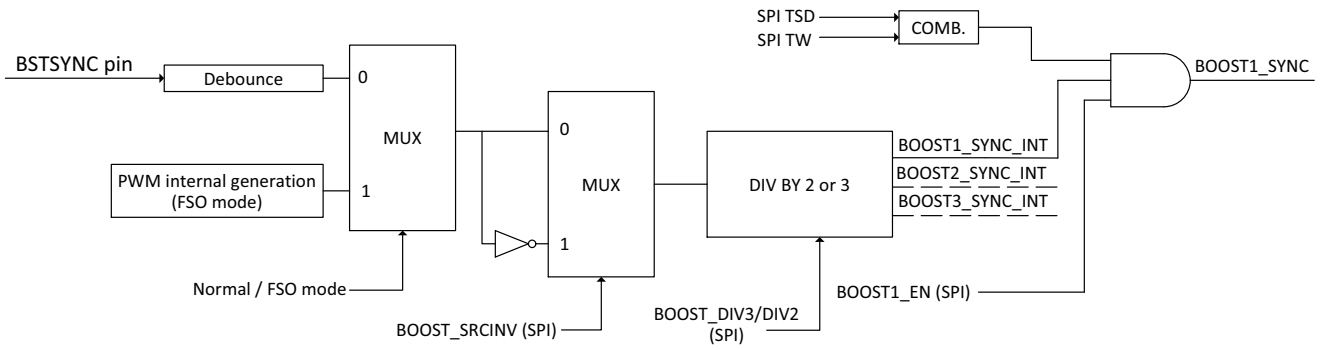 SPI TSD
SPI TW
COMB.
BSTSYNC pin
Debounce
0
MUX
1
PWM internal generation
(FSO mode)
Normal / FSO mode
0
MUX
1
BOOST_SRCINV (SPI)
DIV BY 2 or 3
BOOST_DIV3/DIV2
(SPI)
BOOST1_SYNC_INT
BOOST2_SYNC_INT
BOOST3_SYNC_INT
BOOST1_EN (SPI)
BOOST1_SYNC